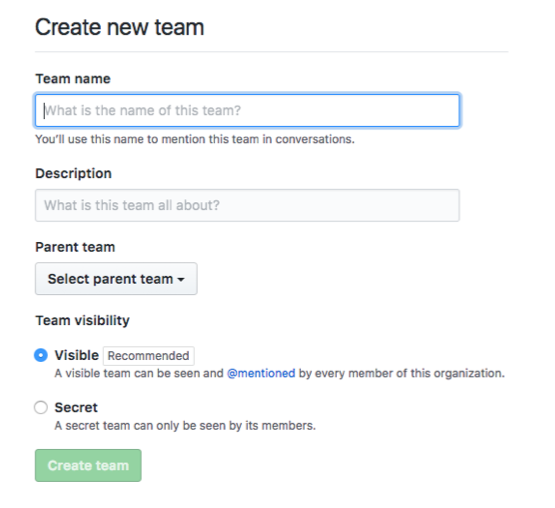 Create new team
Team name
What is the name of this team?
You'll use this name to mention this team in conversations.
Description
What is this team all about?
Parent team
Select parent team
Team visibility
Visible Recommended
A visible team can be seen and @mentioned by every member of this organization.
Secret
A secret team can only be seen by its members.
Create team